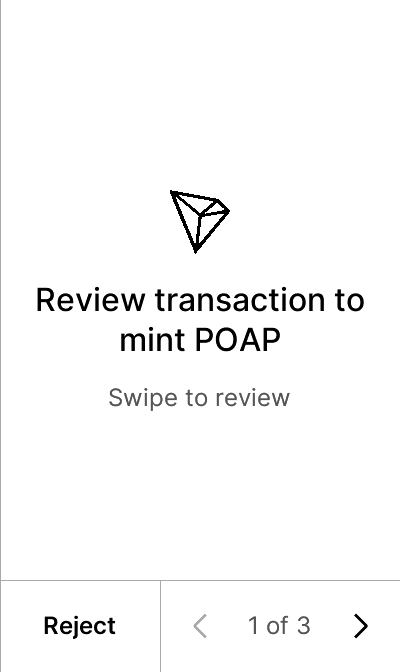 Review transaction to
mint POAP
Swipe to review
Reject
1 of 3